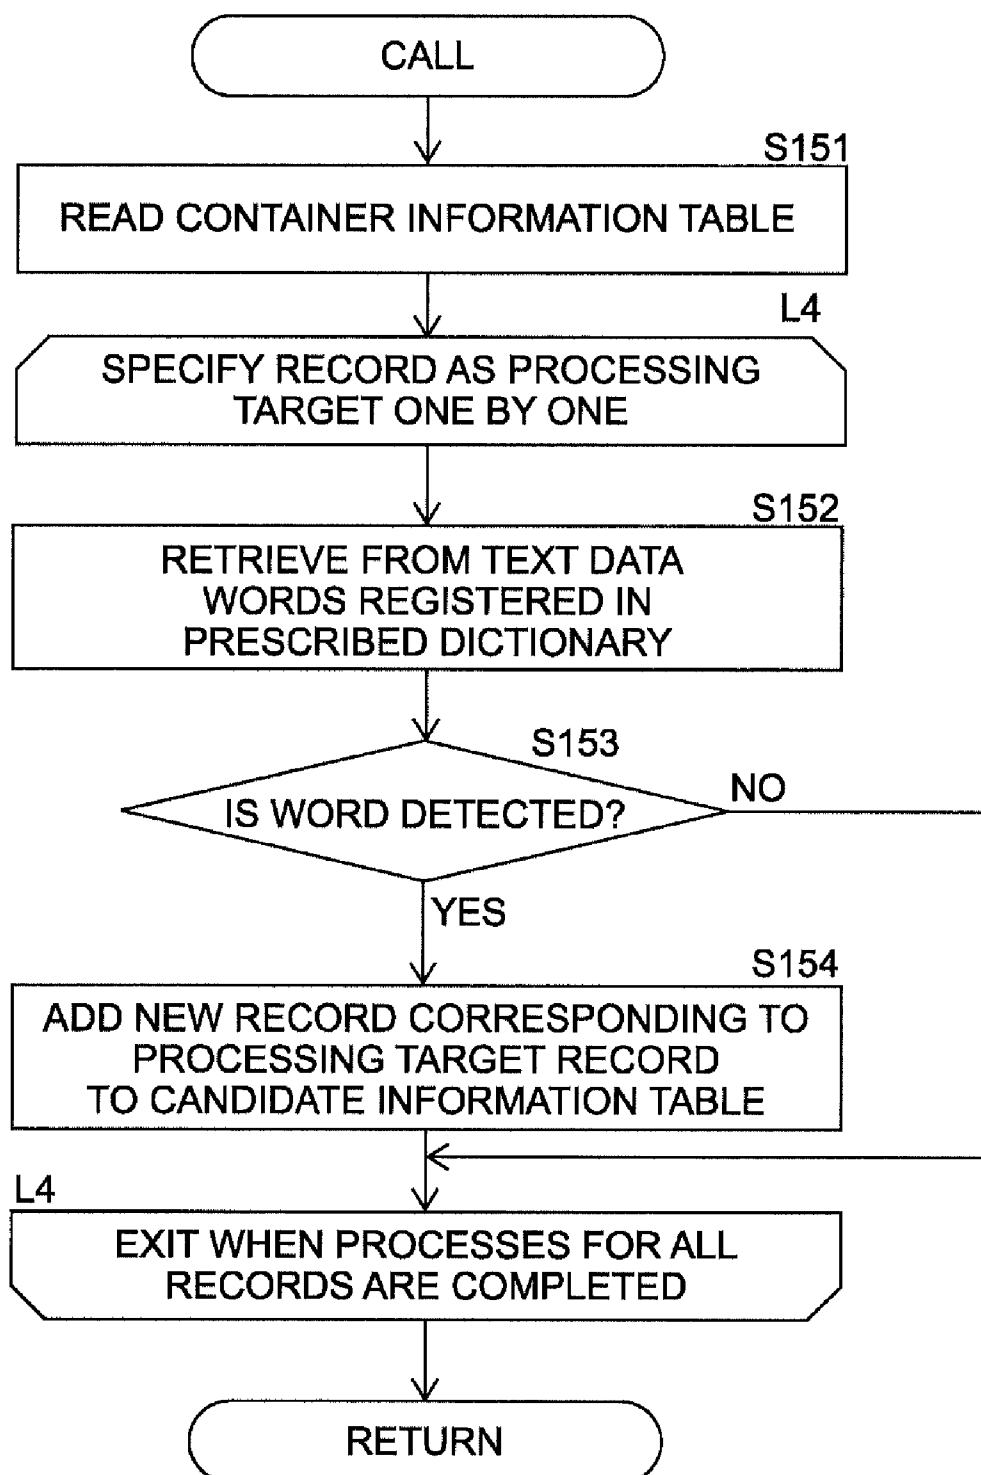 CALL
S151
READ CONTAINER INFORMATION TABLE
L4
SPECIFY RECORD AS PROCESSING
TARGET ONE BY ONE
S152
RETRIEVE FROM TEXT DATA
WORDS REGISTERED IN
PRESCRIBED DICTIONARY
S153
IS WORD DETECTED?
NO
YES
S154
ADD NEW RECORD CORRESPONDING TO
PROCESSING TARGET RECORD
TO CANDIDATE INFORMATION TABLE
L4
EXIT WHEN PROCESSES FOR ALL
RECORDS ARE COMPLETED
RETURN